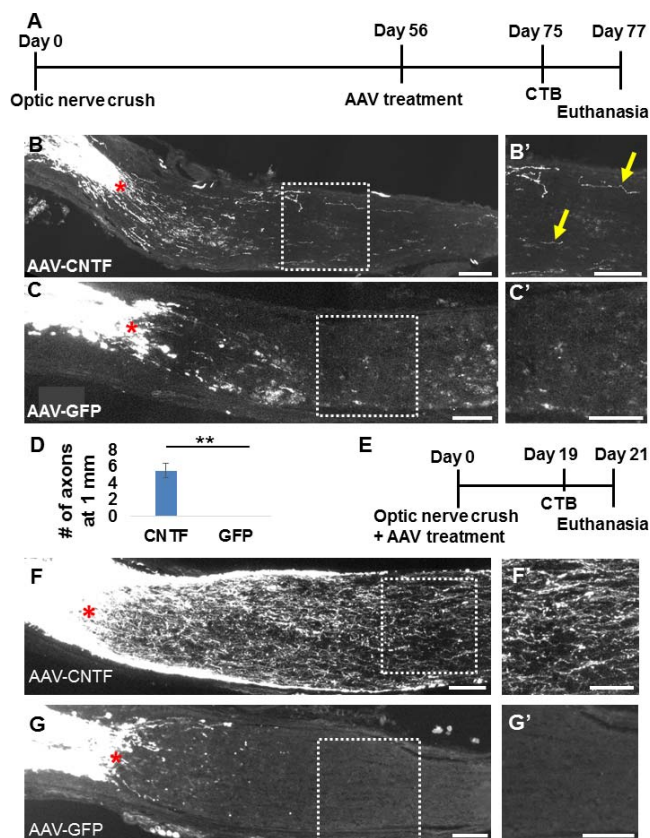 A
Day 0
Day 56
Day 75
Day 77
Optic nerve crush
AAV treatment
CTB
Euthanasia
B
*
AAV-CNTF
B'
C
*
AAV-GFP
C'
D
# of axons
at 1 mm
8
6
4
2
0
**
CNTF
GFP
E
Day 0
Day 19
Day 21
Optic nerve crush
+ AAV treatment
CTB
Euthanasia
F
*
AAV-CNTF
F'
G
*
AAV-GFP
G'